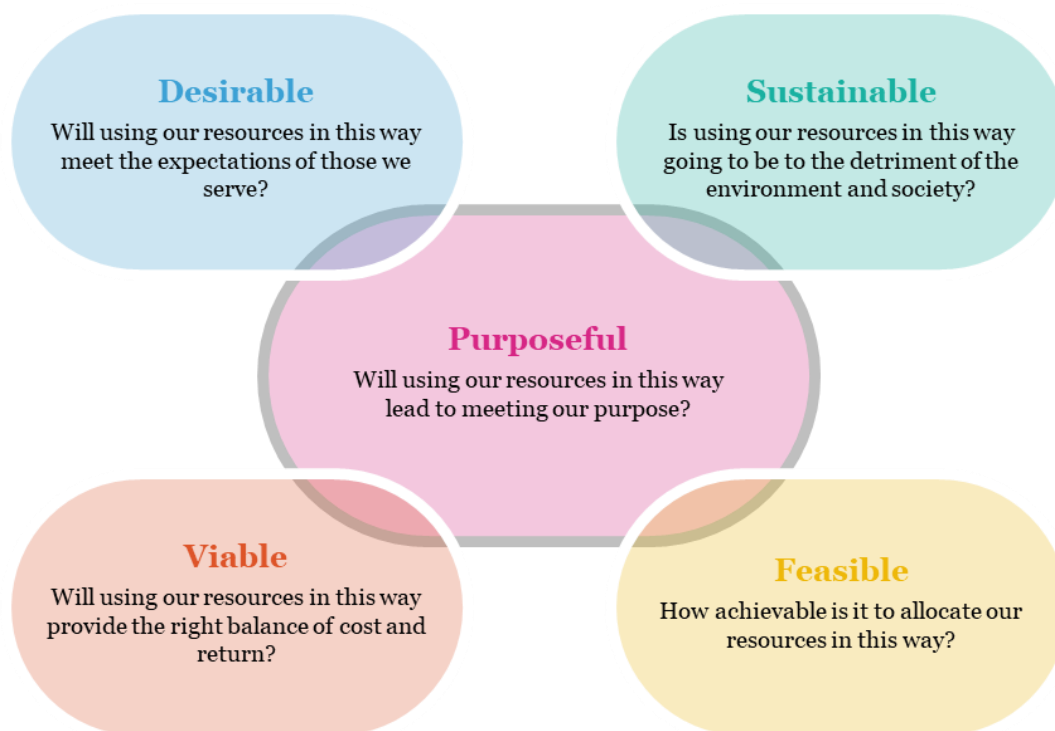 Desirable
Will using our resources in this way
meet the expectations of those we
serve?
Sustainable
Is using our resources in this way
going to be to the detriment of the
environment and society?
Purposeful
Will using our resources in this way
lead to meeting our purpose?
Viable
Will using our resources in this way
provide the right balance of cost and
return?
Feasible
How achievable is it to allocate our
resources in this way?